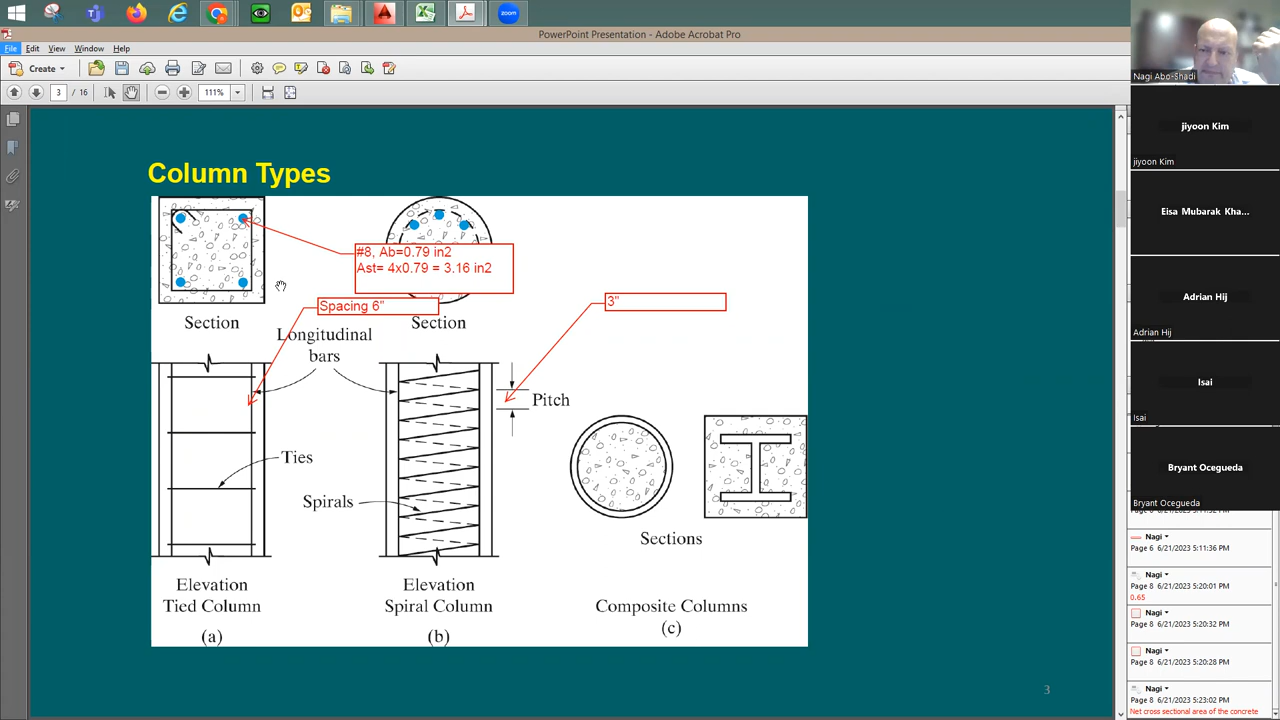 PowerPoint Presentation - Adobe Acrobat Pro
File Edit View Window Help
Create
3 / 16
111%
Column Types
#8, Ab=0.79 in2
Ast= 4x0.79 = 3.16 in2
Spacing 6"
3"
Section
Section
Longitudinal
bars
Pitch
Ties
Spirals
Sections
Elevation
Tied Column
(a)
Elevation
Spiral Column
(b)
Composite Columns
(c)
3
Nagi Abo-Shadi
jiyoon Kim
jiyoon Kim
Eisa Mubarak Kha...
Adrian Hij
Adrian Hij
Isai
Isai
Bryant Ocegueda
Bryant Ocegueda
Nagi
Page 6 6/21/2023 5:11:36 PM
Nagi
Page 8 6/21/2023 5:20:01 PM
0.65
Nagi
Page 8 6/21/2023 5:20:32 PM
Nagi
Page 8 6/21/2023 5:20:28 PM
Nagi
Page 8 6/21/2023 5:23:02 PM
Net cross sectional area of the concrete
zoom